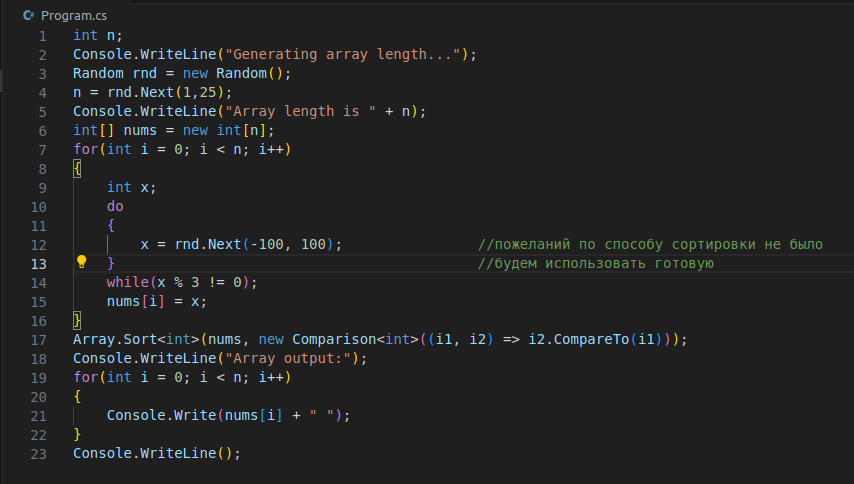 Program.cs
1 int n;
2 Console.WriteLine("Generating array length...");
3 Random rnd = new Random();
4 n = rnd.Next(1,25);
5 Console.WriteLine("Array length is " + n);
6 int[] nums = new int[n];
7 for(int i = 0; i < n; i++)
8 {
9     int x;
10     do
11     {
12         x = rnd.Next(-100, 100);                //пожеланий по способу сортировки не было
13     }                                           //будем использовать готовую
14     while(x % 3 != 0);
15     nums[i] = x;
16 }
17 Array.Sort<int>(nums, new Comparison<int>((i1, i2) => i2.CompareTo(i1)));
18 Console.WriteLine("Array output:");
19 for(int i = 0; i < n; i++)
20 {
21     Console.Write(nums[i] + " ");
22 }
23 Console.WriteLine();